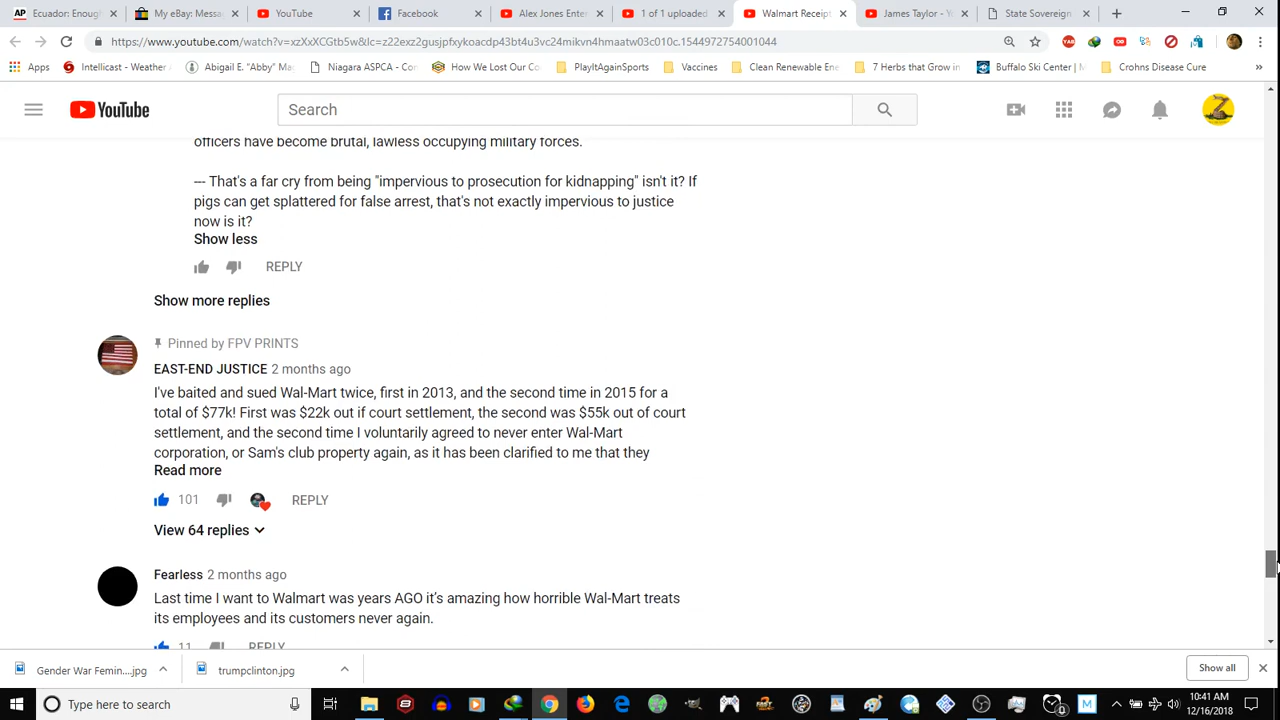 Ecuador: Enoug
My eBay: Messa
YouTube
Facebook
Alex Jones Ente
1 of 1 uploaded
Walmart Receipt
James Taylor - Y
State Sovereign
https://www.youtube.com/watch?v=xzXxXCGtb5w&lc=z22exz2gusjpfxykoacdp43bt4u3vc24mikvn4hmaatw03c010c.1544972754001044
Apps
Intellicast - Weather
Abigail E. "Abby" Ma
Niagara ASPCA - Co
How We Lost Our Co
PlayItAgainSports
Vaccines
Clean Renewable Ene
7 Herbs that Grow in
Buffalo Ski Center | M
Crohns Disease Cure
YouTube
Search
officers have become brutal, lawless occupying military forces.
--- That's a far cry from being "impervious to prosecution for kidnapping" isn't it? If
pigs can get splattered for false arrest, that's not exactly impervious to justice
now is it?
Show less
REPLY
Show more replies
Pinned by FPV PRINTS
EAST-END JUSTICE 2 months ago
I've baited and sued Wal-Mart twice, first in 2013, and the second time in 2015 for a
total of $77k! First was $22k out if court settlement, the second was $55k out of court
settlement, and the second time I voluntarily agreed to never enter Wal-Mart
corporation, or Sam's club property again, as it has been clarified to me that they
Read more
101 REPLY
View 64 replies
Fearless 2 months ago
Last time I want to Walmart was years AGO it's amazing how horrible Wal-Mart treats
its employees and its customers never again.
11 REPLY
Gender War Femin....jpg
trumpclinton.jpg
Show all
Type here to search
10:41 AM
12/16/2018